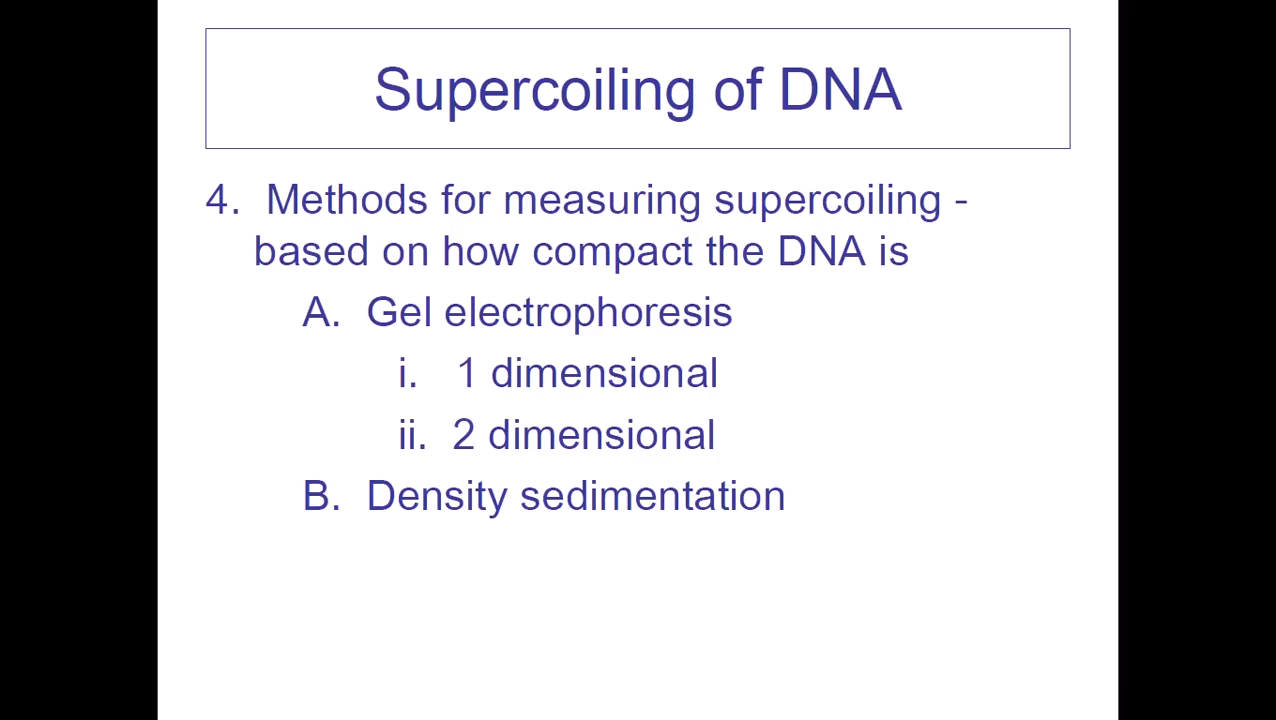 Supercoiling of DNA
4. Methods for measuring supercoiling -
based on how compact the DNA is
A. Gel electrophoresis
i. 1 dimensional
ii. 2 dimensional
B. Density sedimentation